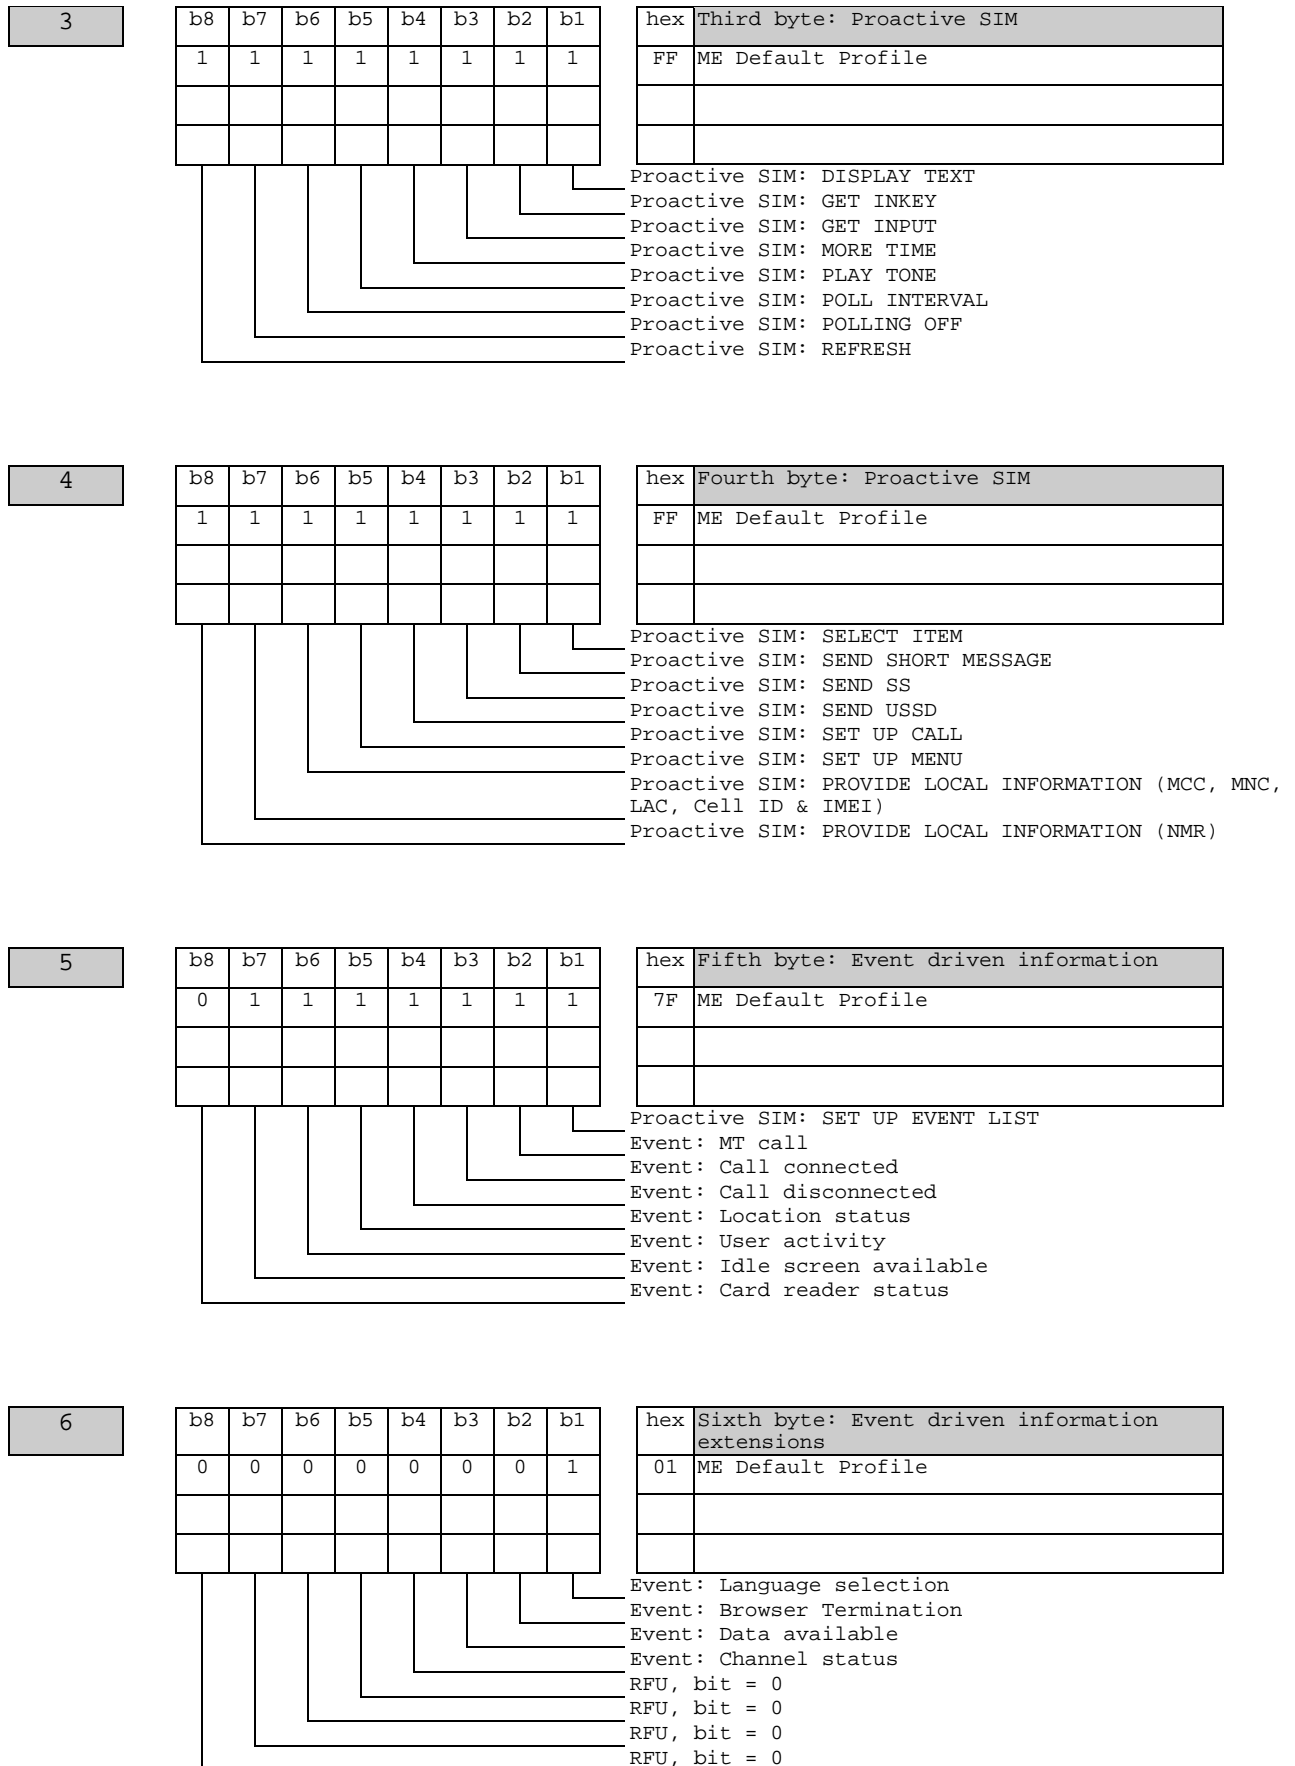 3 b8 b7 b6 b5 b4 b3 b2 b1 hex Third byte: Proactive SIM
1 1 1 1 1 1 1 1 FF ME Default Profile
Proactive SIM: DISPLAY TEXT
Proactive SIM: GET INKEY
Proactive SIM: GET INPUT
Proactive SIM: MORE TIME
Proactive SIM: PLAY TONE
Proactive SIM: POLL INTERVAL
Proactive SIM: POLLING OFF
Proactive SIM: REFRESH
4 b8 b7 b6 b5 b4 b3 b2 b1 hex Fourth byte: Proactive SIM
1 1 1 1 1 1 1 1 FF ME Default Profile
Proactive SIM: SELECT ITEM
Proactive SIM: SEND SHORT MESSAGE
Proactive SIM: SEND SS
Proactive SIM: SEND USSD
Proactive SIM: SET UP CALL
Proactive SIM: SET UP MENU
Proactive SIM: PROVIDE LOCAL INFORMATION (MCC, MNC,
LAC, Cell ID & IMEI)
Proactive SIM: PROVIDE LOCAL INFORMATION (NMR)
5 b8 b7 b6 b5 b4 b3 b2 b1 hex Fifth byte: Event driven information
0 1 1 1 1 1 1 1 7F ME Default Profile
Proactive SIM: SET UP EVENT LIST
Event: MT call
Event: Call connected
Event: Call disconnected
Event: Location status
Event: User activity
Event: Idle screen available
Event: Card reader status
6 b8 b7 b6 b5 b4 b3 b2 b1 hex Sixth byte: Event driven information
extensions
0 0 0 0 0 0 0 1 01 ME Default Profile
Event: Language selection
Event: Browser Termination
Event: Data available
Event: Channel status
RFU, bit = 0
RFU, bit = 0
RFU, bit = 0
RFU, bit = 0